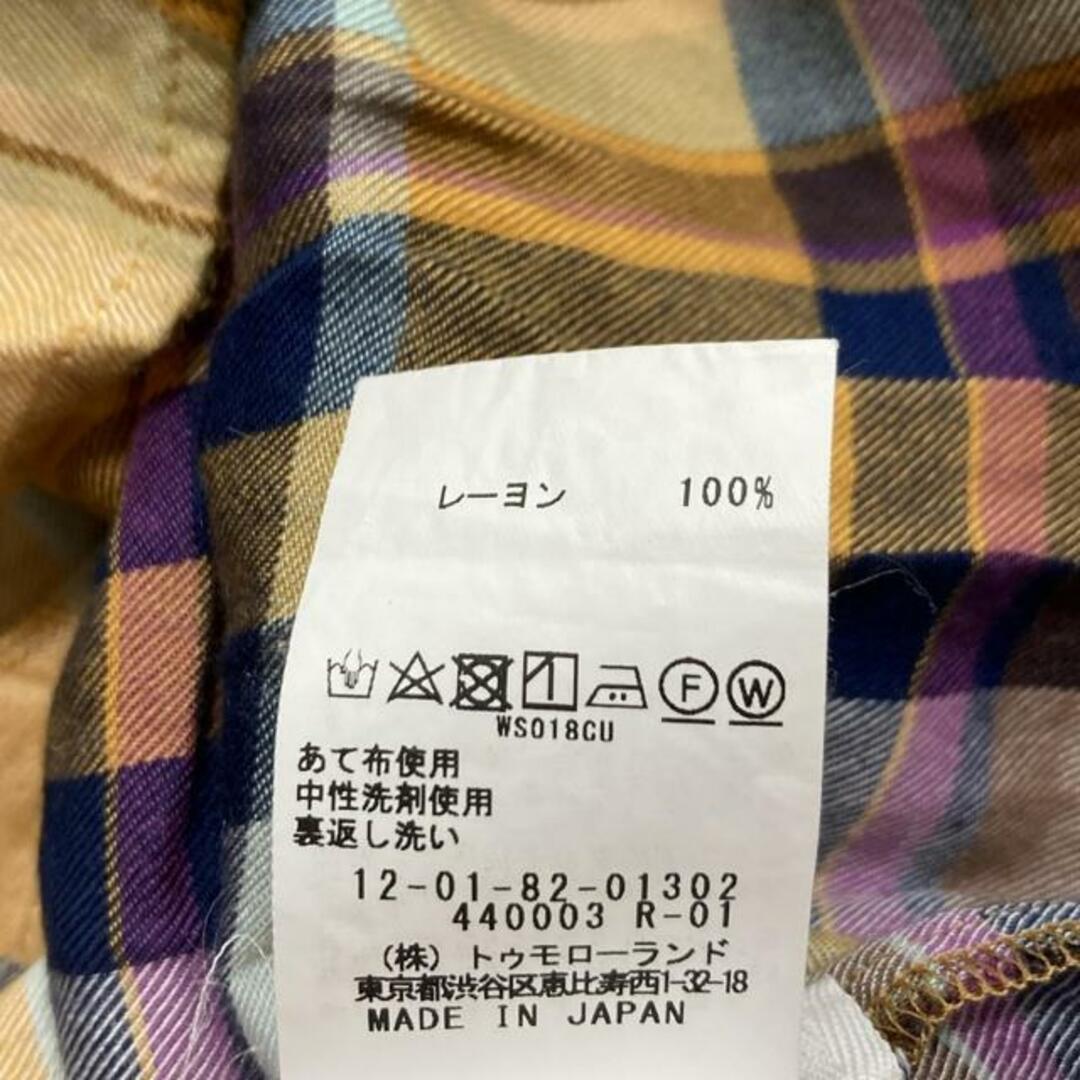 レーヨン 100%
F W
WS018CU
あて布使用
中性洗剤使用
裏返し洗い
12-01-82-01302
440003 R-01
(株) トゥモローランド
東京都渋谷区恵比寿西1-32-18
MADE IN JAPAN